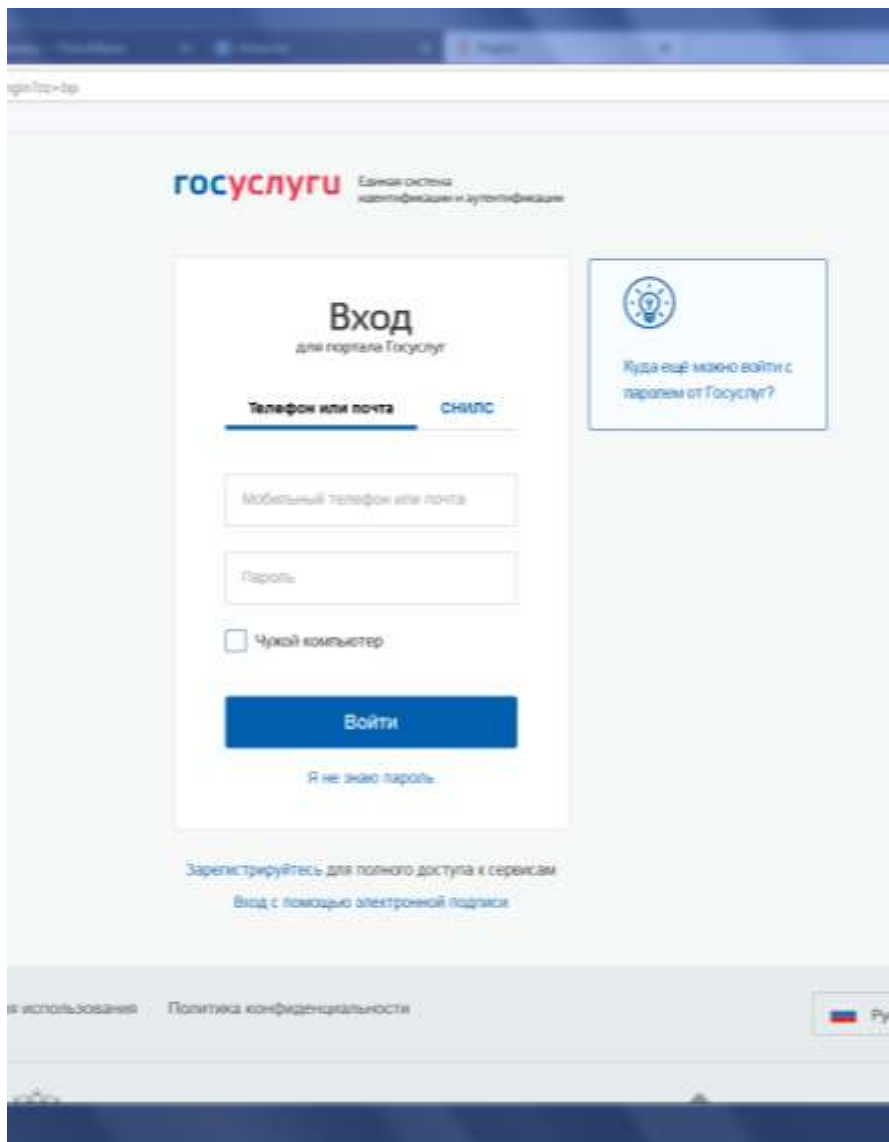 госуслуги
Единая система
идентификации и аутентификации
Вход
для портала Госуслуг
Куда ещё можно войти с
паролем от Госуслуг?
Телефон или почта СНИЛС
Мобильный телефон или почта
Пароль
Чужой компьютер
Войти
Я не знаю пароль
Зарегистрируйтесь для полного доступа к сервисам
Вход с помощью электронной подписи
использования Политика конфиденциальности
Ру